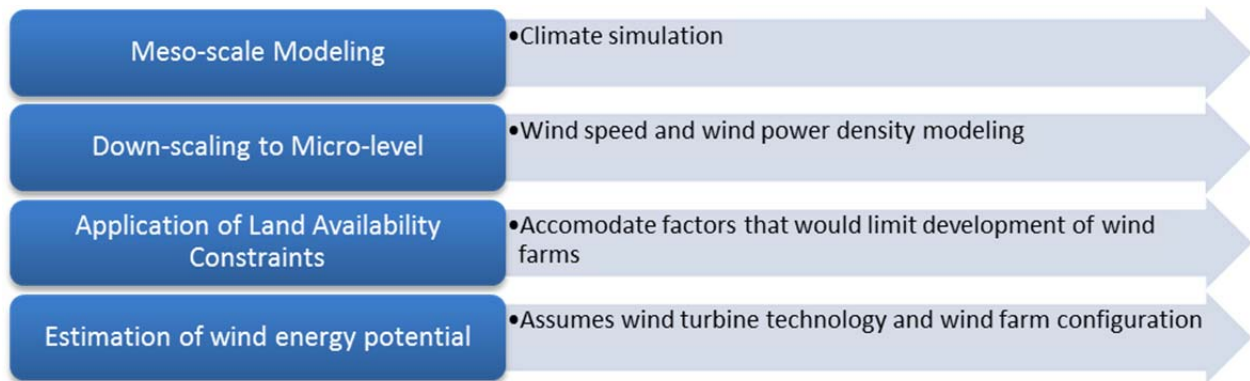 Meso-scale Modeling
•Climate simulation
Down-scaling to Micro-level
•Wind speed and wind power density modeling
Application of Land Availability
Constraints
•Accomodate factors that would limit development of wind
farms
Estimation of wind energy potential
•Assumes wind turbine technology and wind farm configuration